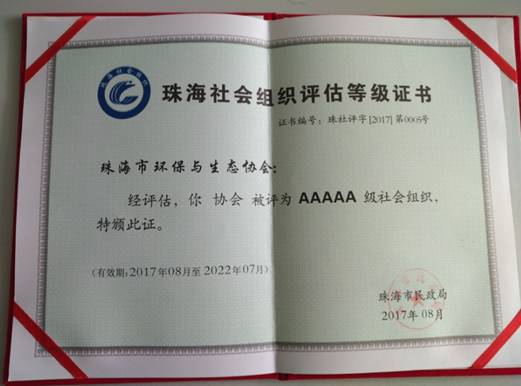 珠海社会组织评估等级证书
证书编号：珠社评字[2017]第0005号
珠海市环保与生态协会：
经评估，你 协会 被评为 AAAAA 级社会组织，
特颁此证。
（有效期：2017年08月至2022年07月）
珠海市民政局
2017年08月